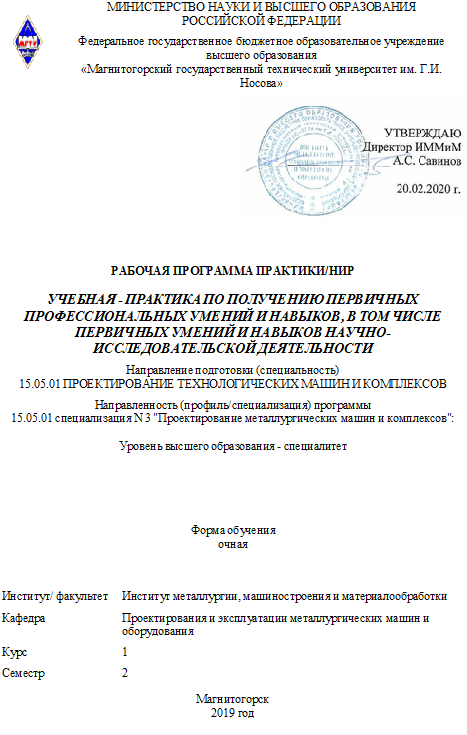 МИНИСТЕРСТВО НАУКИ И ВЫСШЕГО ОБРАЗОВАНИЯ
РОССИЙСКОЙ ФЕДЕРАЦИИ
Федеральное государственное бюджетное образовательное учреждение
высшего образования
«Магнитогорский государственный технический университет им. Г.И.
Носова»
УТВЕРЖДАЮ
Директор ИММиМ
А.С. Савинов
20.02.2020 г.
РАБОЧАЯ ПРОГРАММА ПРАКТИКИ/НИР
УЧЕБНАЯ - ПРАКТИКА ПО ПОЛУЧЕНИЮ ПЕРВИЧНЫХ
ПРОФЕССИОНАЛЬНЫХ УМЕНИЙ И НАВЫКОВ, В ТОМ ЧИСЛЕ
ПЕРВИЧНЫХ УМЕНИЙ И НАВЫКОВ НАУЧНО-
ИССЛЕДОВАТЕЛЬСКОЙ ДЕЯТЕЛЬНОСТИ
Направление подготовки (специальность)
15.05.01 ПРОЕКТИРОВАНИЕ ТЕХНОЛОГИЧЕСКИХ МАШИН И КОМПЛЕКСОВ
Направленность (профиль/специализация) программы
15.05.01 специализация N 3 "Проектирование металлургических машин и комплексов":
Уровень высшего образования - специалитет
Форма обучения
очная
Институт/ факультет Институт металлургии, машиностроения и материалообработки
Кафедра Проектирования и эксплуатации металлургических машин и
оборудования
Курс 1
Семестр 2
Магнитогорск
2019 год